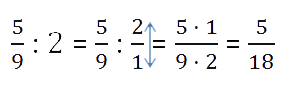 5/9 : 2 = 5/9 : 2/1 = 5 · 1/9 · 2 = 5/18